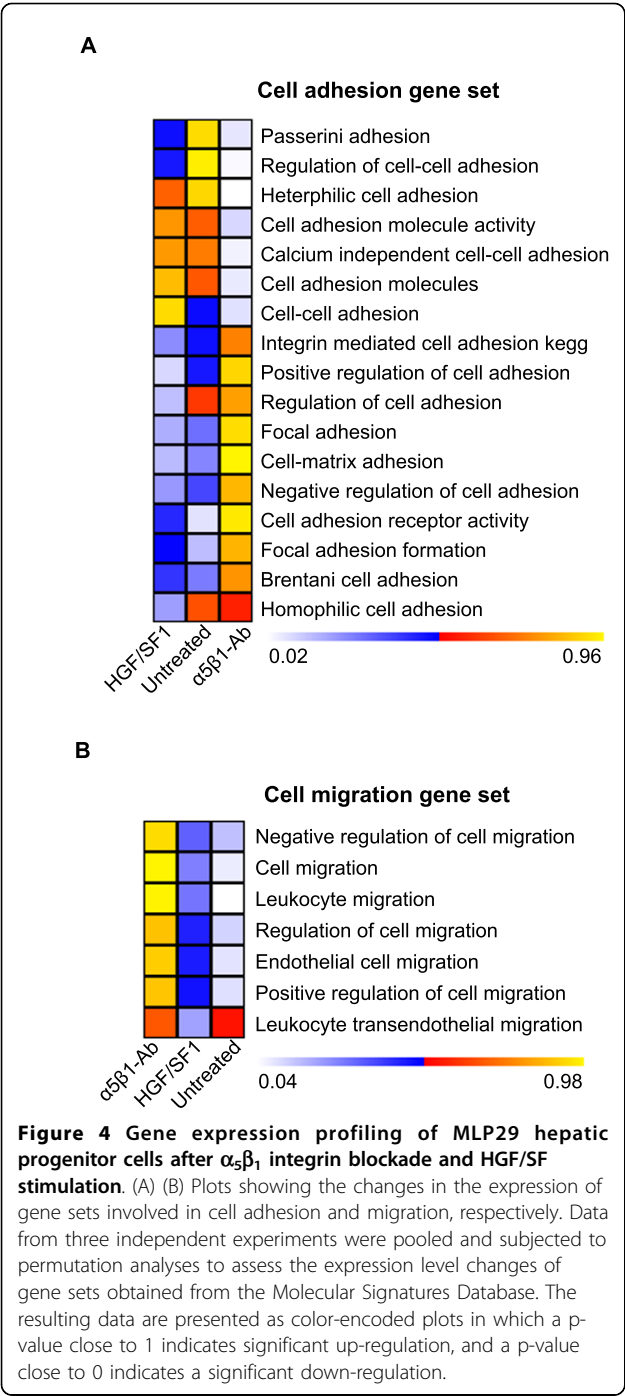 A
Cell adhesion gene set
Passerini adhesion
Regulation of cell-cell adhesion
Heterphilic cell adhesion
Cell adhesion molecule activity
Calcium independent cell-cell adhesion
Cell adhesion molecules
Cell-cell adhesion
Integrin mediated cell adhesion kegg
Positive regulation of cell adhesion
Regulation of cell adhesion
Focal adhesion
Cell-matrix adhesion
Negative regulation of cell adhesion
Cell adhesion receptor activity
Focal adhesion formation
Brentani cell adhesion
Homophilic cell adhesion
HGF/SF1
Untreated
α5β1-Ab
0.02
0.96
B
Cell migration gene set
Negative regulation of cell migration
Cell migration
Leukocyte migration
Regulation of cell migration
Endothelial cell migration
Positive regulation of cell migration
Leukocyte transendothelial migration
α5β1-Ab
HGF/SF1
Untreated
0.04
0.98
Figure 4 Gene expression profiling of MLP29 hepatic
progenitor cells after α₅β₁ integrin blockade and HGF/SF
stimulation. (A) (B) Plots showing the changes in the expression of
gene sets involved in cell adhesion and migration, respectively. Data
from three independent experiments were pooled and subjected to
permutation analyses to assess the expression level changes of
gene sets obtained from the Molecular Signatures Database. The
resulting data are presented as color-encoded plots in which a p-
value close to 1 indicates significant up-regulation, and a p-value
close to 0 indicates a significant down-regulation.